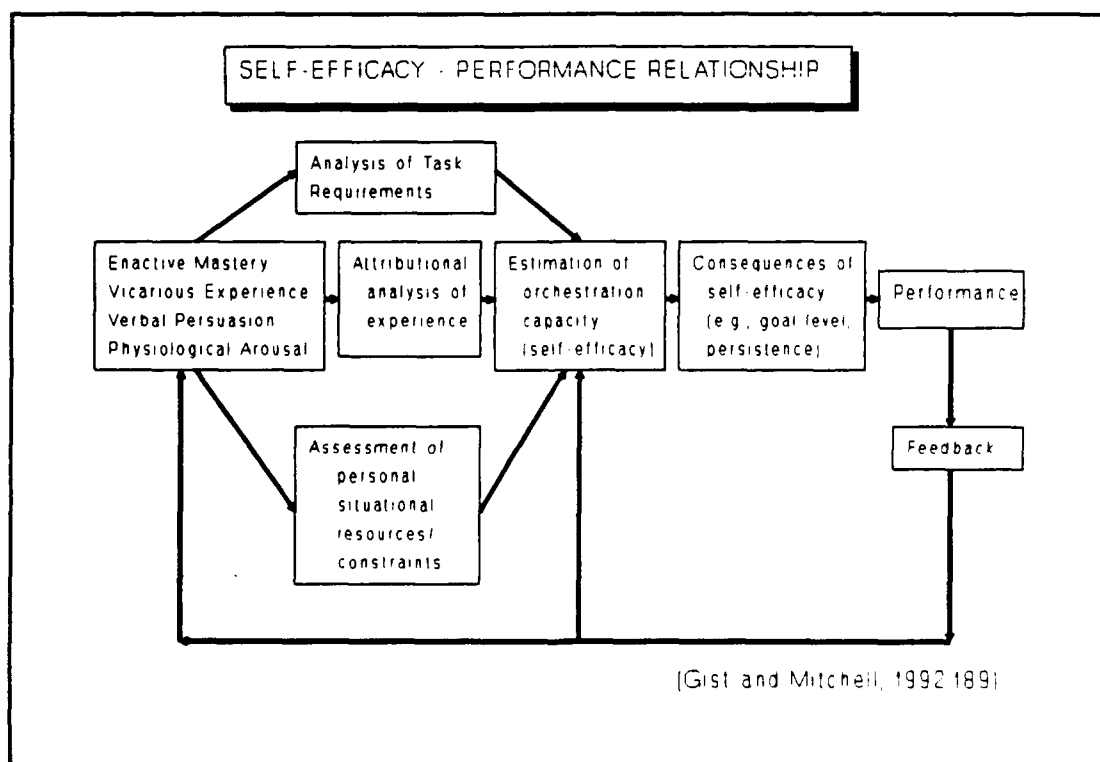 SELF-EFFICACY - PERFORMANCE RELATIONSHIP
Analysis of Task
Requirements
Enactive Mastery
Vicarious Experience
Verbal Persuasion
Physiological Arousal
Attributional
analysis of
experience
Estimation of
orchestration
capacity
(self-efficacy)
Consequences of
self-efficacy
(e.g., goal level,
persistence)
Performance
Assessment of
personal
situational
resources/
constraints
Feedback
(Gist and Mitchell, 1992:189)